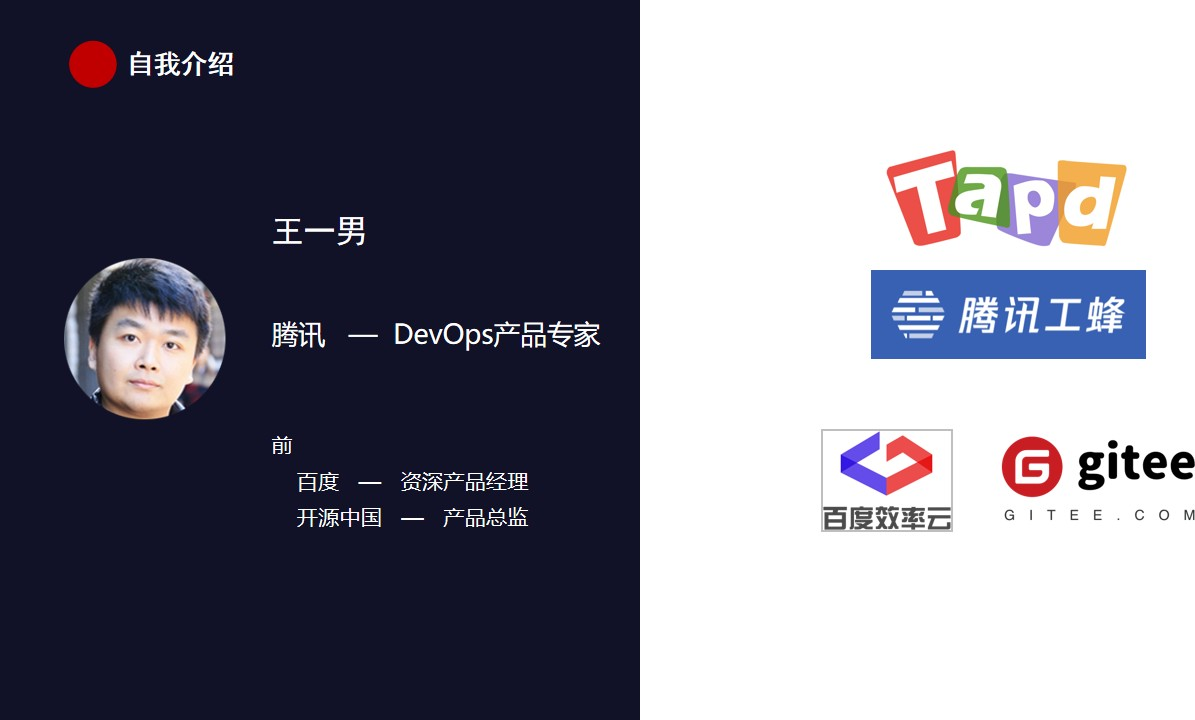 自我介绍
王一男
腾讯 — DevOps产品专家
前
百度 — 资深产品经理
开源中国 — 产品总监
Tapd
腾讯工蜂
百度效率云
G gitee
GITEE.COM